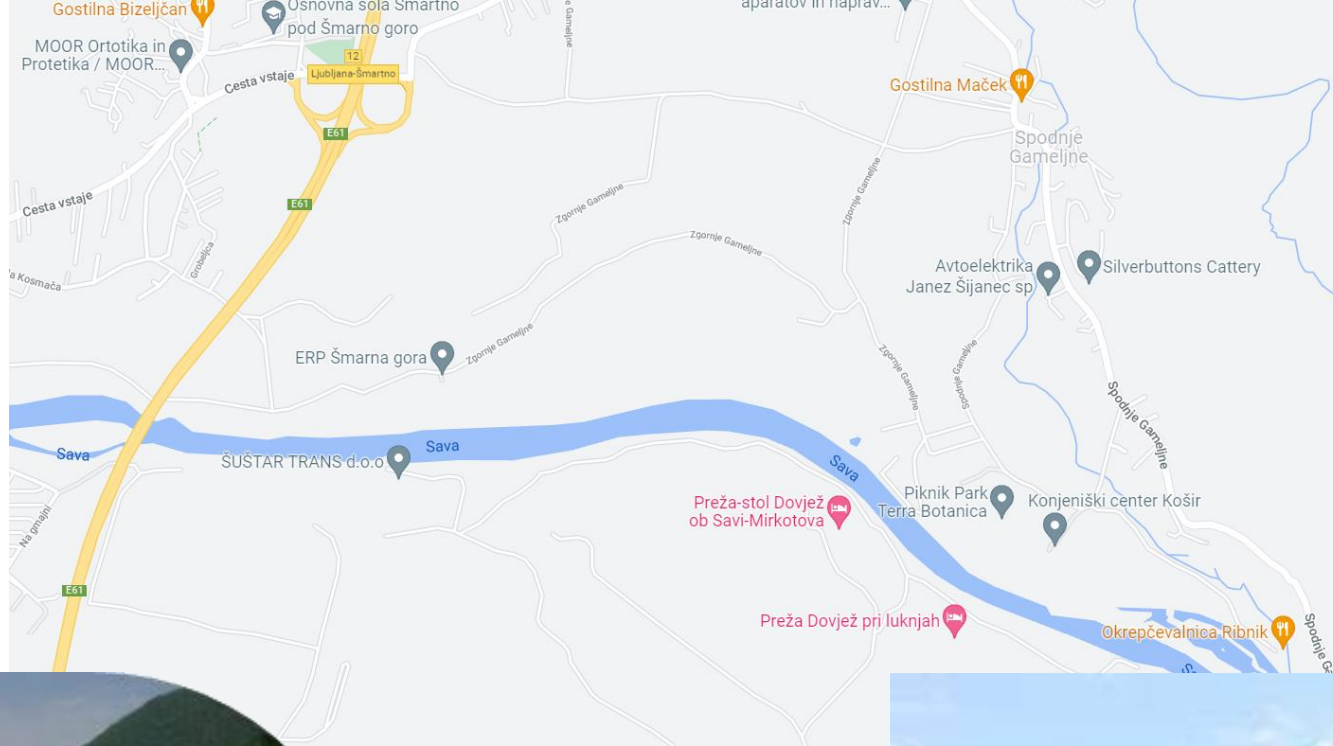 Gostilna Bizeljčan
Osnovna šola Šmartno
pod Šmarno goro
aparatov in naprav...
MOOR Ortotika in
Protetika / MOOR...
12
Ljubljana-Šmartno
Cesta vstaje
e Gameljne
Gostilna Maček
E61
Spodnje
Gameljne
Cesta vstaje
E61
Zgornje Gameljne
Zgornje Gameljne
Zgornje Gameljne
Grobeljca
a Kosmača
Avtoelektrika
Janez Šijanec sp
Silverbuttons Cattery
ERP Šmarna gora
Zgornje Gameljne
Zgornje Gameljne
Spodnje Gameljne
Spodnje Gameljne
Sava
Sava
ŠUŠTAR TRANS d.o.o
Sava
Na gmajni
Preža-stol Dovjež
ob Savi-Mirkotova
Piknik Park
Terra Botanica
Konjeniški center Košir
E61
Preža Dovjež pri luknjah
Okrepčevalnica Ribnik
Spodnje Ga